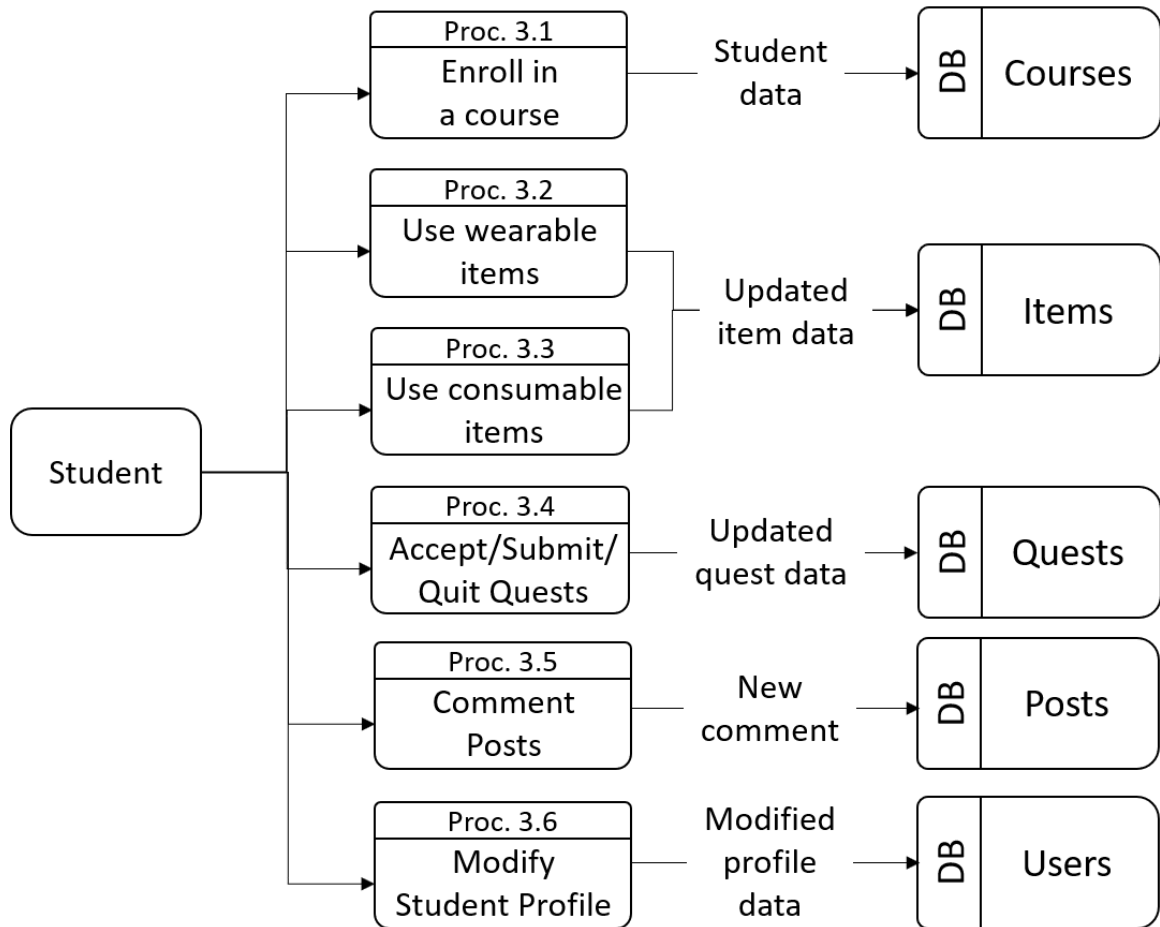 Proc. 3.1
Enroll in
a course
Student
data
DB
Courses
Proc. 3.2
Use wearable
items
Proc. 3.3
Use consumable
items
Updated
item data
DB
Items
Student
Proc. 3.4
Accept/Submit/
Quit Quests
Updated
quest data
DB
Quests
Proc. 3.5
Comment
Posts
New
comment
DB
Posts
Proc. 3.6
Modify
Student Profile
Modified
profile
data
DB
Users